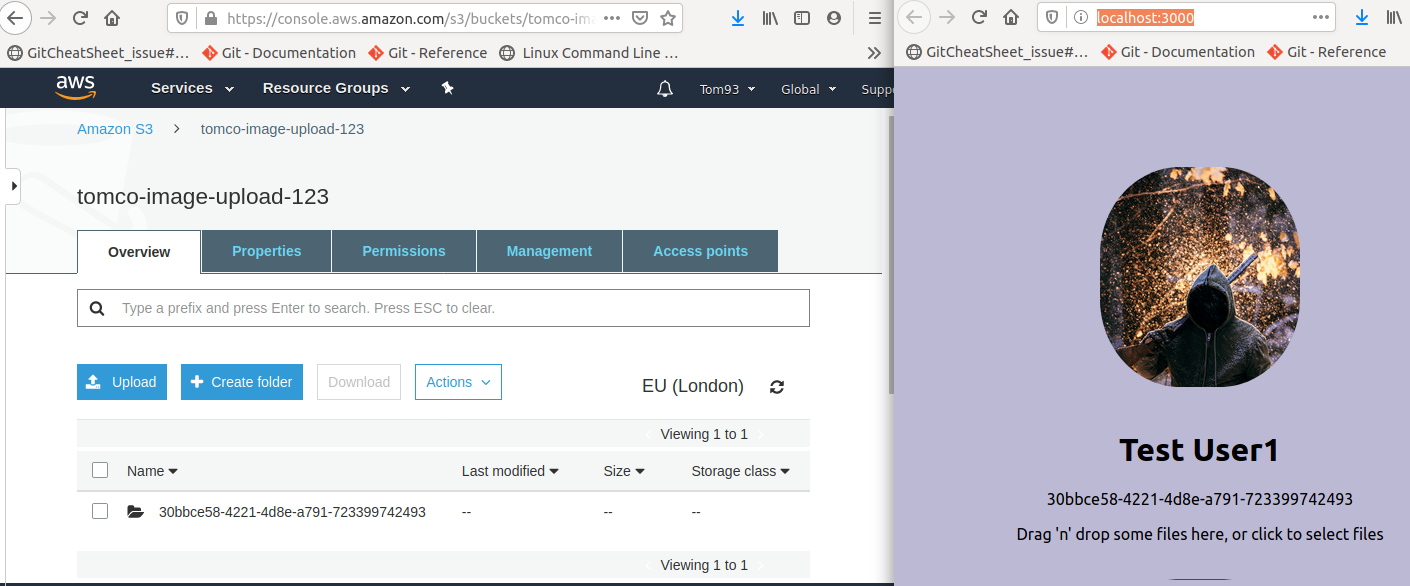 https://console.aws.amazon.com/s3/buckets/tomco-im
GitCheatSheet_issue#... Git - Documentation Git - Reference Linux Command Line ...
aws Services Resource Groups Tom93 Global Suppo
Amazon S3 > tomco-image-upload-123
tomco-image-upload-123
Overview Properties Permissions Management Access points
Type a prefix and press Enter to search. Press ESC to clear.
Upload Create folder Download Actions EU (London)
Viewing 1 to 1
Name Last modified Size Storage class
30bbce58-4221-4d8e-a791-723399742493 -- -- --
Viewing 1 to 1
localhost:3000
GitCheatSheet_issue#... Git - Documentation Git - Reference
Test User1
30bbce58-4221-4d8e-a791-723399742493
Drag 'n' drop some files here, or click to select files